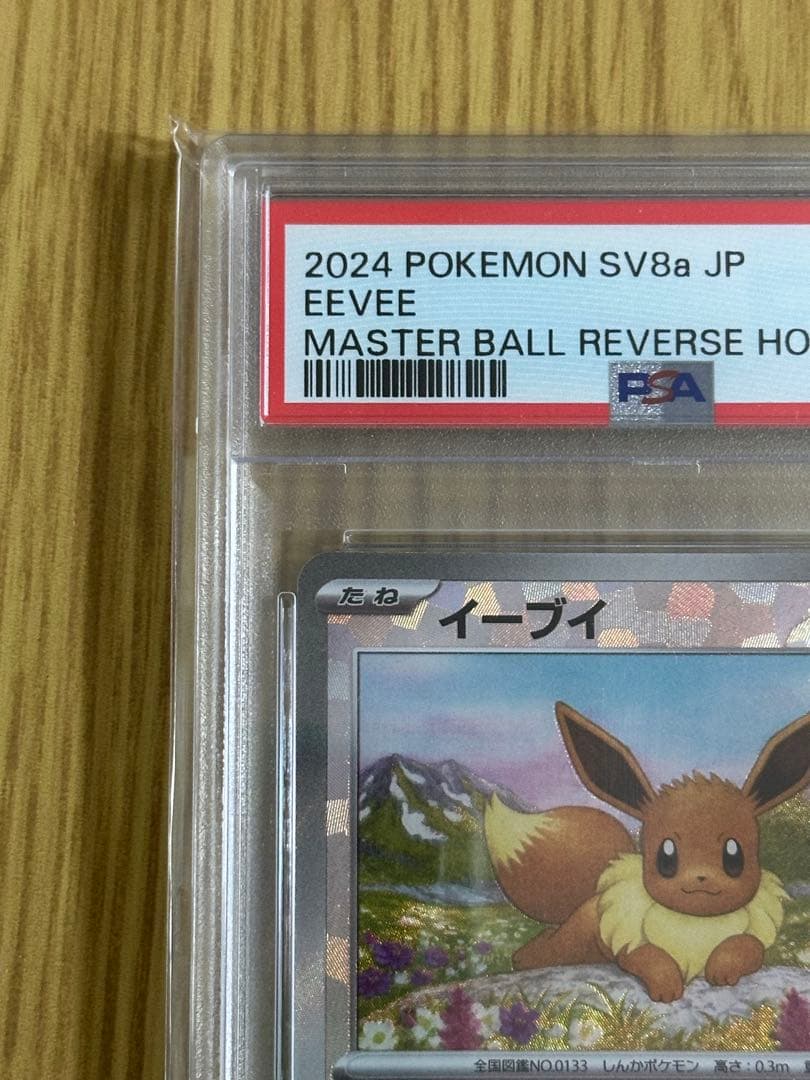 2024 POKEMON SV8a JP
EEVEE
MASTER BALL REVERSE HO
PSA
たね
イーブイ
全国図鑑NO.0133 しんかポケモン 高さ:0.3m